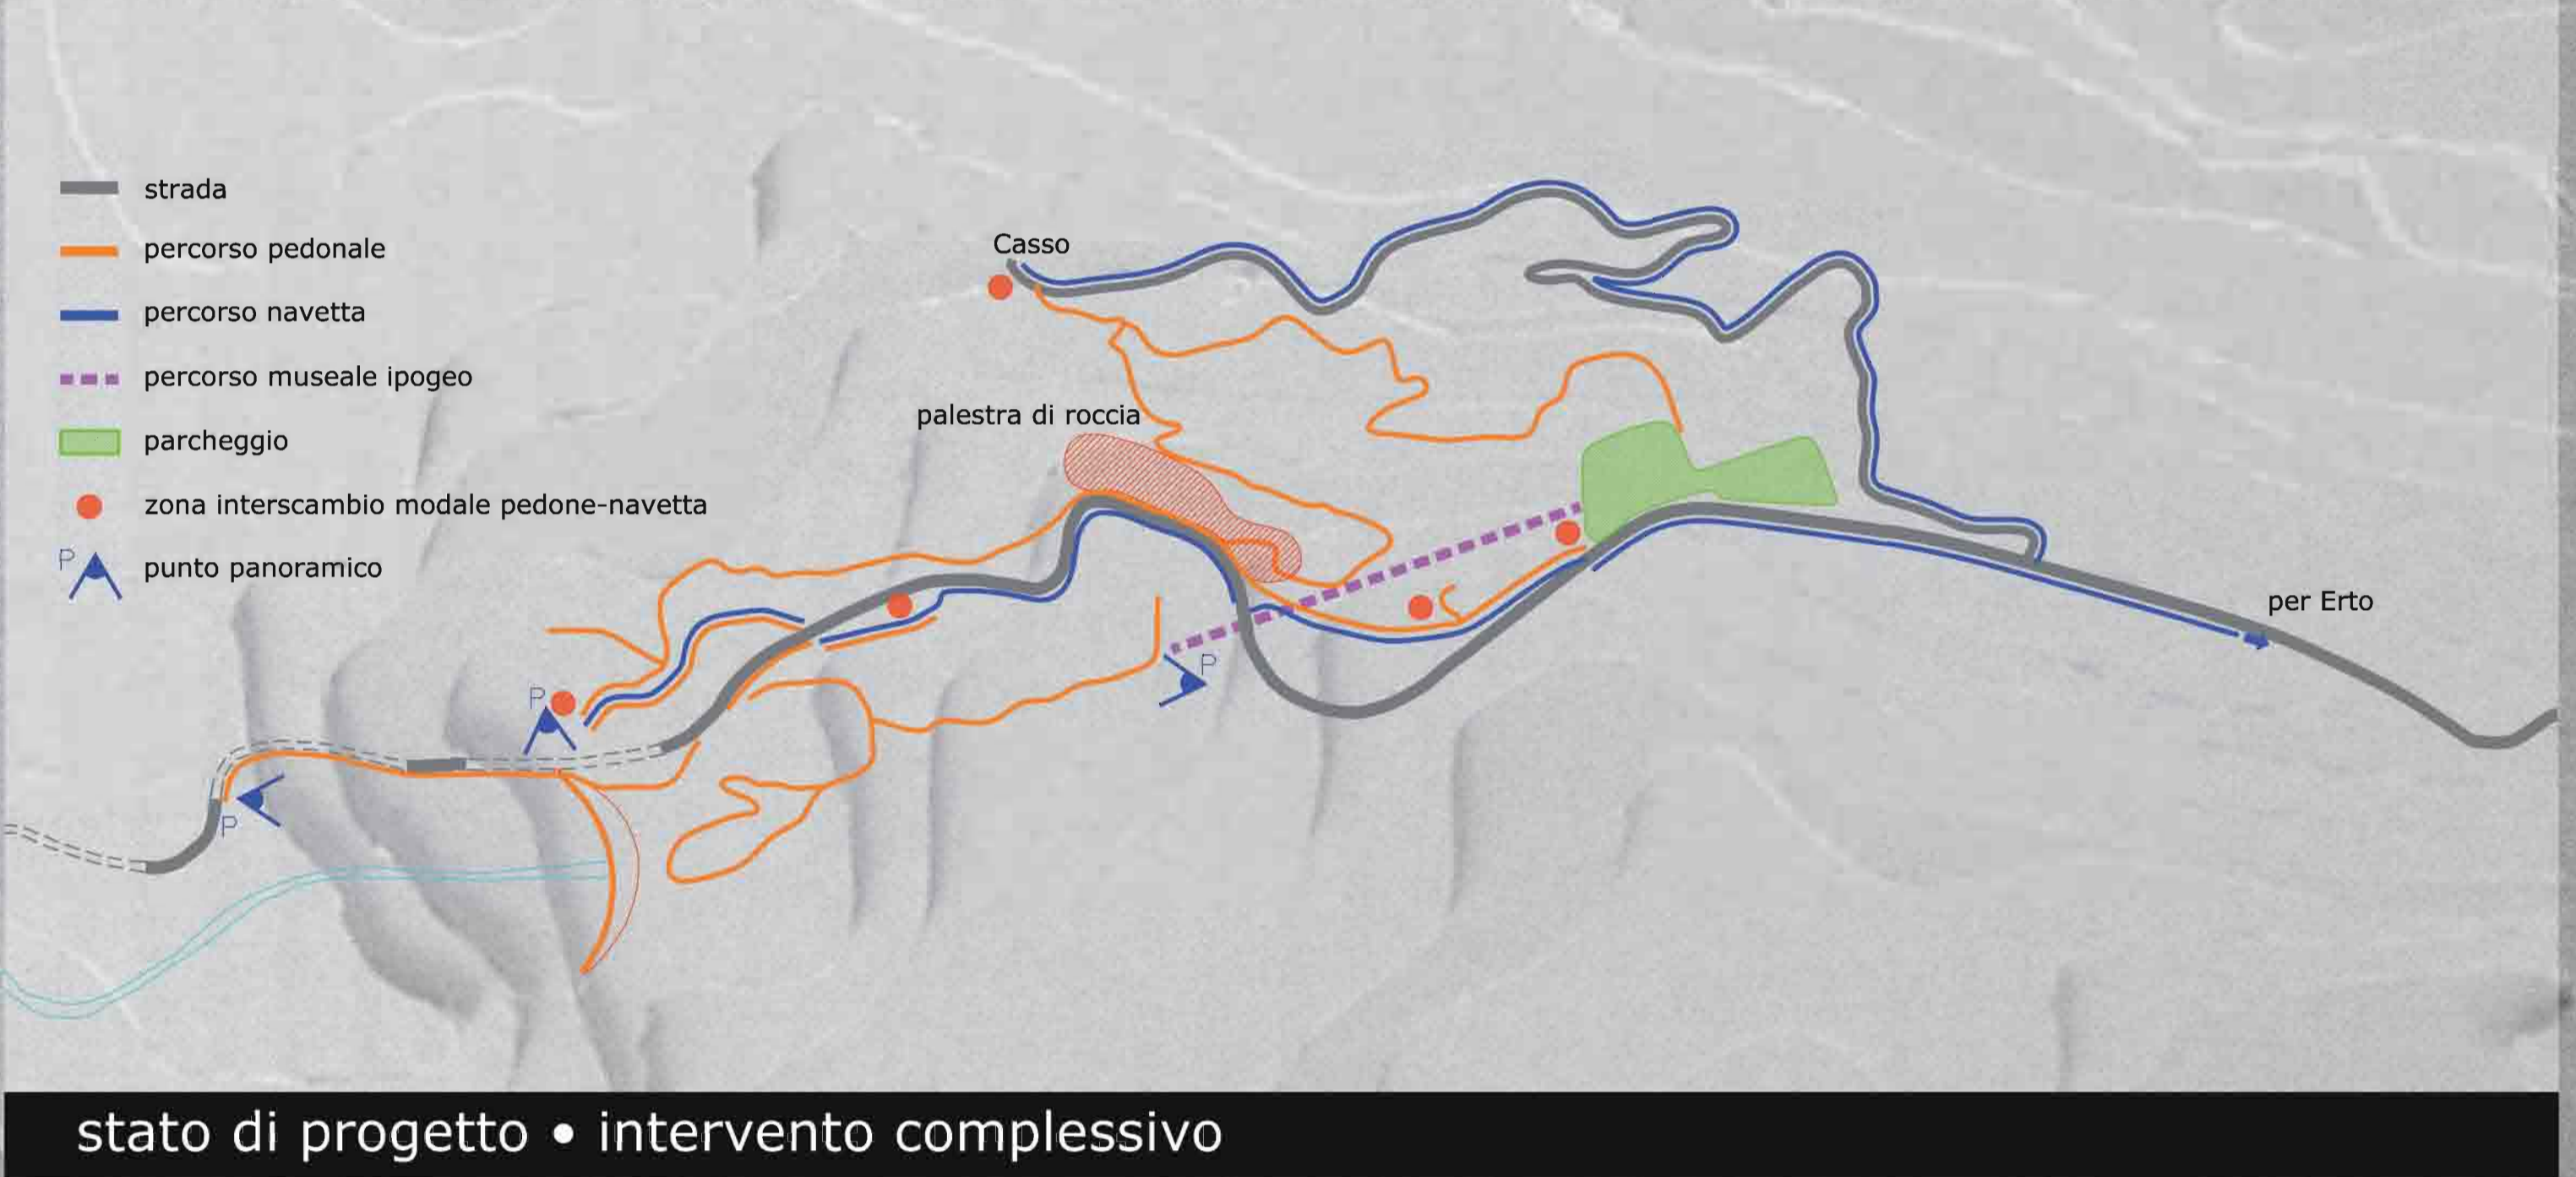 strada
percorso pedonale
percorso navetta
percorso museale ipogeo
parcheggio
zona interscambio modale pedone-navetta
P
punto panoramico
Casso
palestra di roccia
per Erto
P
P
P
stato di progetto • intervento complessivo